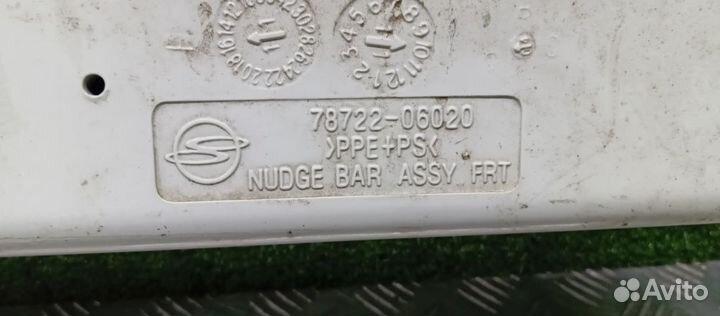 78722-06020
>PPE+PS<
NUDGE BAR ASSY FRT
Avito